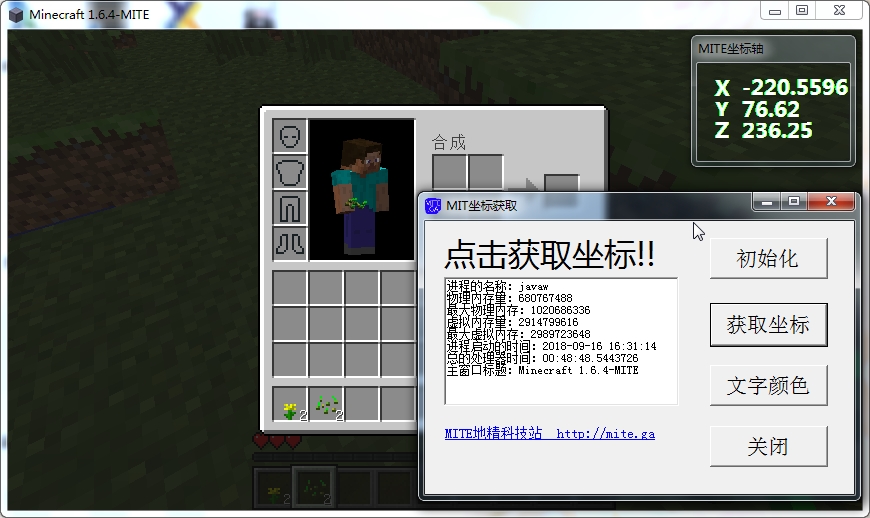 Minecraft 1.6.4-MITE
MITE坐标轴
X -220.5596
Y 76.62
Z 236.25
合成
MIT坐标获取
点击获取坐标!!
初始化
进程的名称: javaw
物理内存量: 680767488
最大物理内存: 1020686336
虚拟内存量: 2914799616
最大虚拟内存: 2989723648
进程启动的时间: 2018-09-16 16:31:14
总的处理器时间: 00:48:48.5443726
主窗口标题: Minecraft 1.6.4-MITE
获取坐标
文字颜色
MITE地精科技站 http://mite.ga
关闭
2
2
2
2